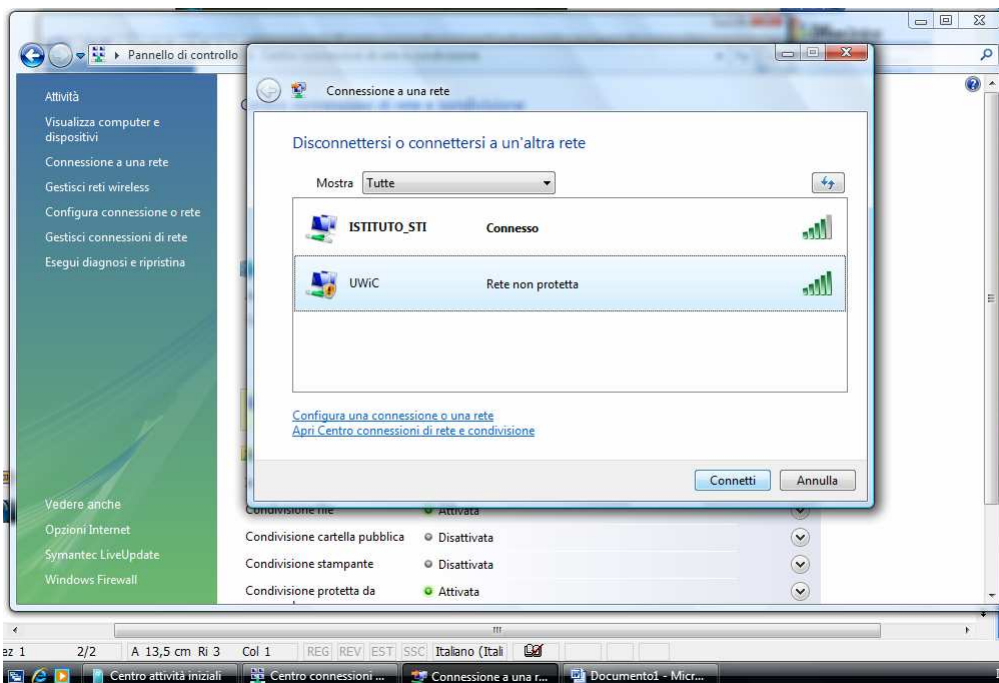 Pannello di controllo
Attività
Visualizza computer e
dispositivi
Connessione a una rete
Gestisci reti wireless
Configura connessione o rete
Gestisci connessioni di rete
Esegui diagnosi e ripristina
Vedere anche
Opzioni Internet
Symantec LiveUpdate
Windows Firewall
Connessione a una rete
Disconnettersi o connettersi a un'altra rete
Mostra Tutte
ISTITUTO_STI Connesso
UWiC Rete non protetta
Configura una connessione o una rete
Apri Centro connessioni di rete e condivisione
Connetti Annulla
Condivisione file Attivata
Condivisione cartella pubblica Disattivata
Condivisione stampante Disattivata
Condivisione protetta da Attivata
ez 1 2/2 A 13,5 cm Ri 3 Col 1 REG REV EST SSC Italiano (Itali
Centro attività iniziali Centro connessioni ... Connessione a una r... Documento1 - Micr...